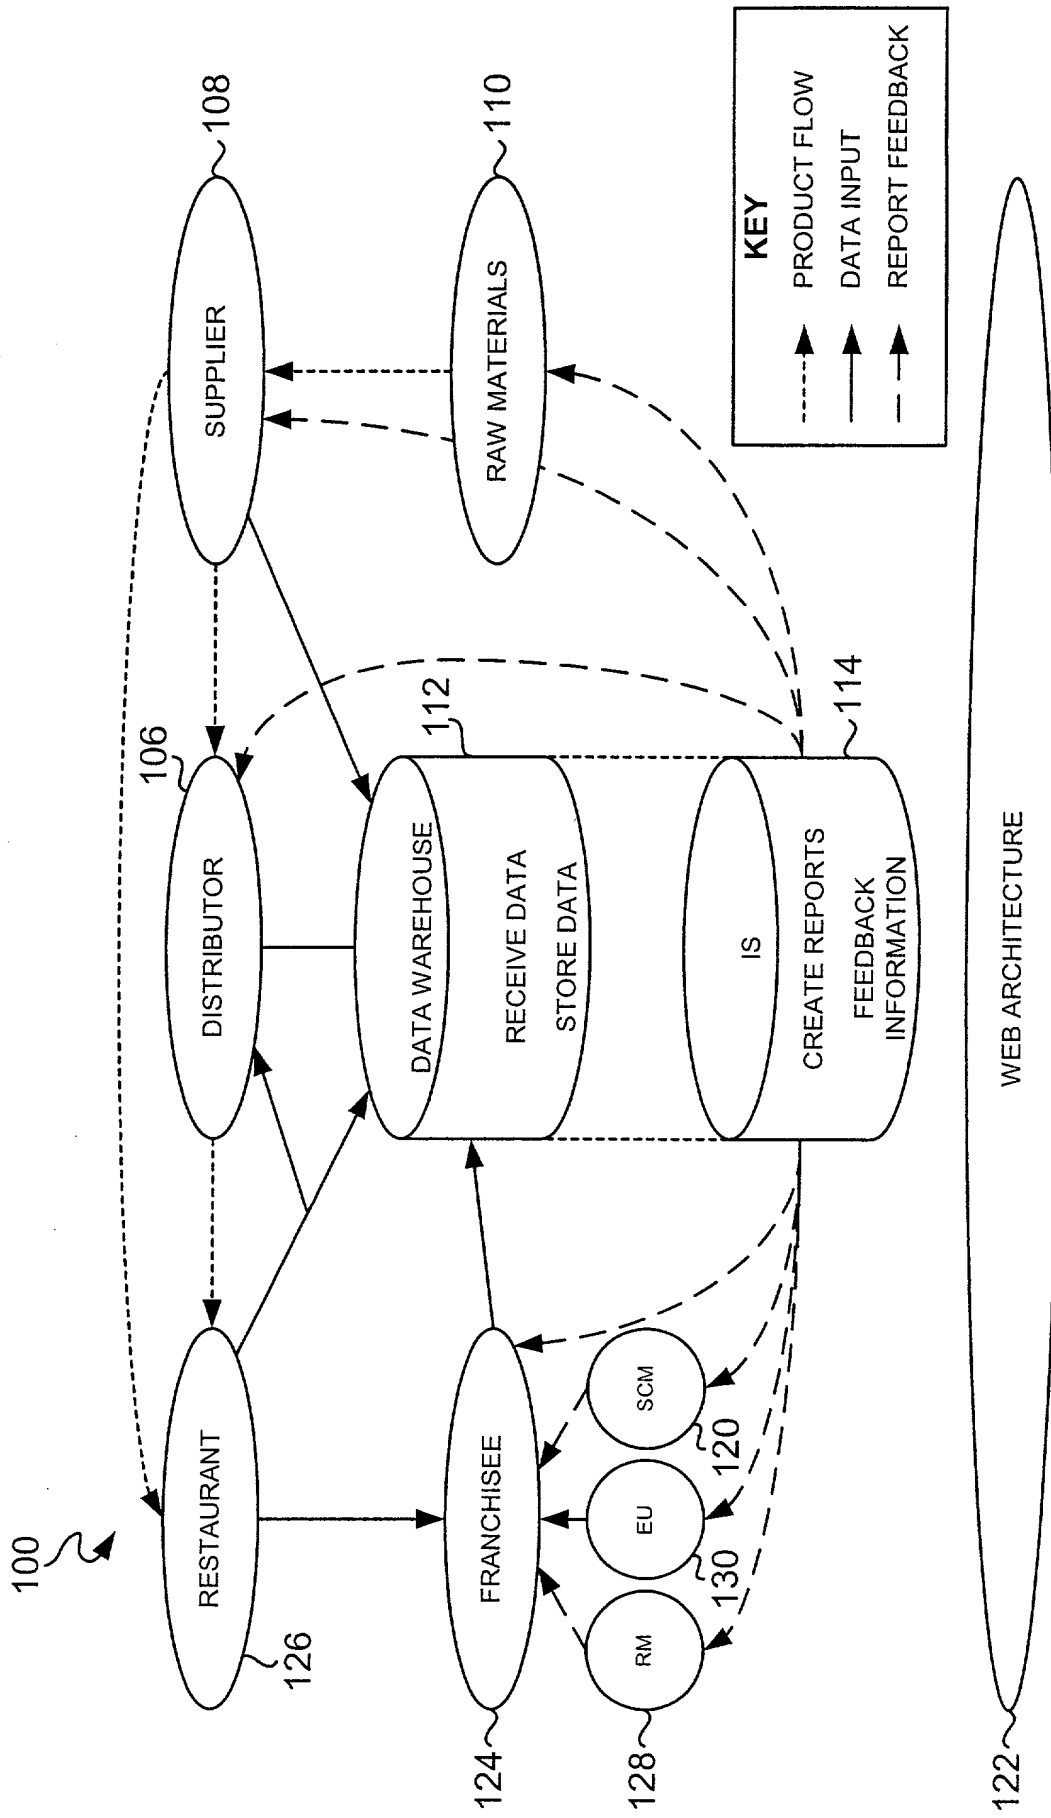 100
RESTAURANT
126
DISTRIBUTOR
106
SUPPLIER
108
FRANCHISEE
124
DATA WAREHOUSE
112
RECEIVE DATA
STORE DATA
RAW MATERIALS
110
RM
128
EU
130
SCM
120
IS
CREATE REPORTS
FEEDBACK
INFORMATION
114
KEY
PRODUCT FLOW
DATA INPUT
REPORT FEEDBACK
WEB ARCHITECTURE
122